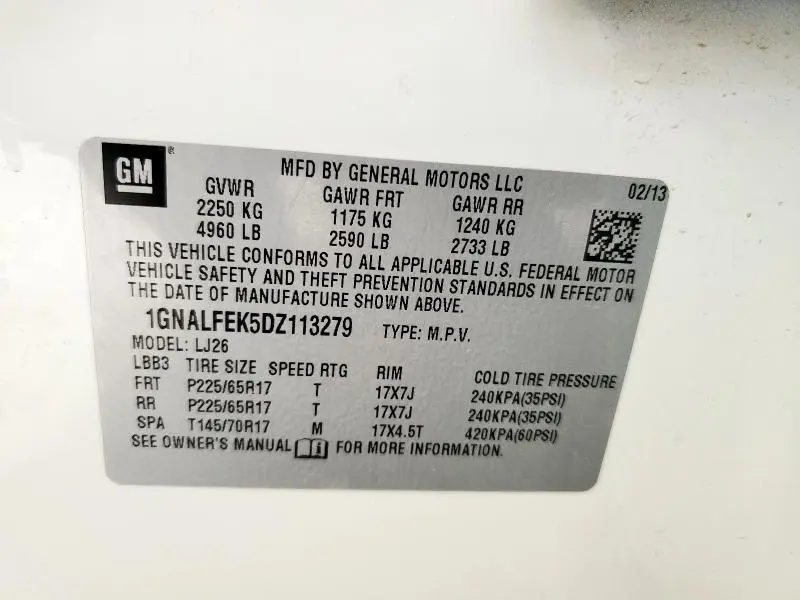 GM
MFD BY GENERAL MOTORS LLC 02/13
GVWR GAWR FRT GAWR RR
2250 KG 1175 KG 1240 KG
4960 LB 2590 LB 2733 LB
THIS VEHICLE CONFORMS TO ALL APPLICABLE U.S. FEDERAL MOTOR
VEHICLE SAFETY AND THEFT PREVENTION STANDARDS IN EFFECT ON
THE DATE OF MANUFACTURE SHOWN ABOVE.
1GNALFEK5DZ113279 TYPE: M.P.V.
MODEL: LJ26
LBB3 TIRE SIZE SPEED RTG RIM COLD TIRE PRESSURE
FRT P225/65R17 T 17X7J 240KPA(35PSI)
RR P225/65R17 T 17X7J 240KPA(35PSI)
SPA T145/70R17 M 17X4.5T 420KPA(60PSI)
SEE OWNER'S MANUAL i FOR MORE INFORMATION.